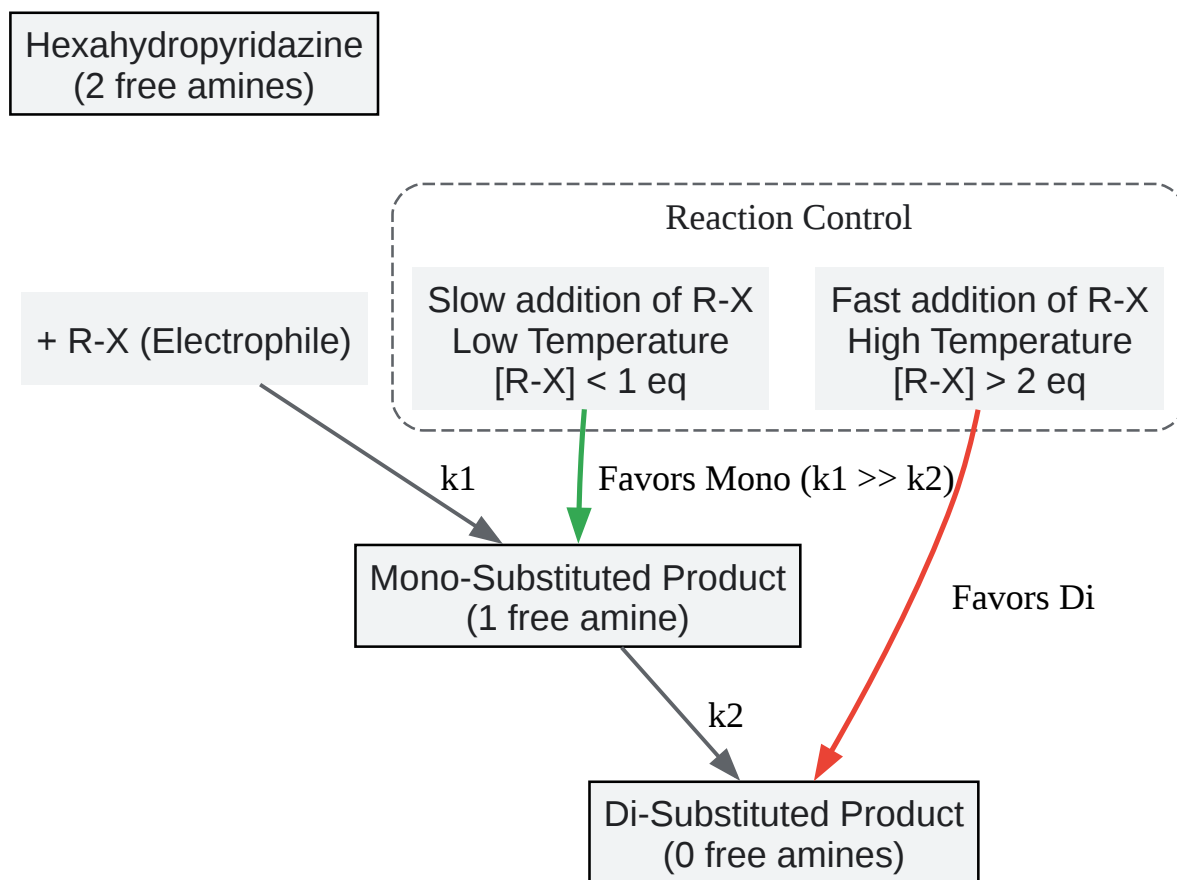 Hexahydropyridazine
(2 free amines)
Reaction Control
+ R-X (Electrophile)
Slow addition of R-X
Low Temperature
[R-X] < 1 eq
Fast addition of R-X
High Temperature
[R-X] > 2 eq
k1
Favors Mono (k1 >> k2)
Mono-Substituted Product
(1 free amine)
Favors Di
k2
Di-Substituted Product
(0 free amines)